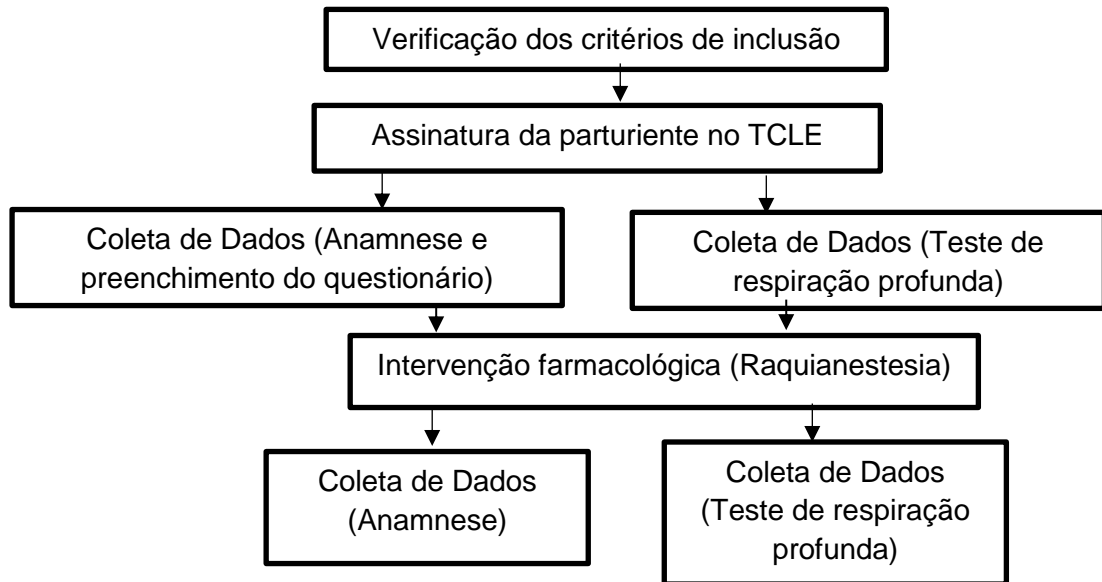 Verificação dos critérios de inclusão
Assinatura da parturiente no TCLE
Coleta de Dados (Anamnese e
preenchimento do questionário)
Coleta de Dados (Teste de
respiração profunda)
Intervenção farmacológica (Raquianestesia)
Coleta de Dados
(Anamnese)
Coleta de Dados
(Teste de respiração
profunda)